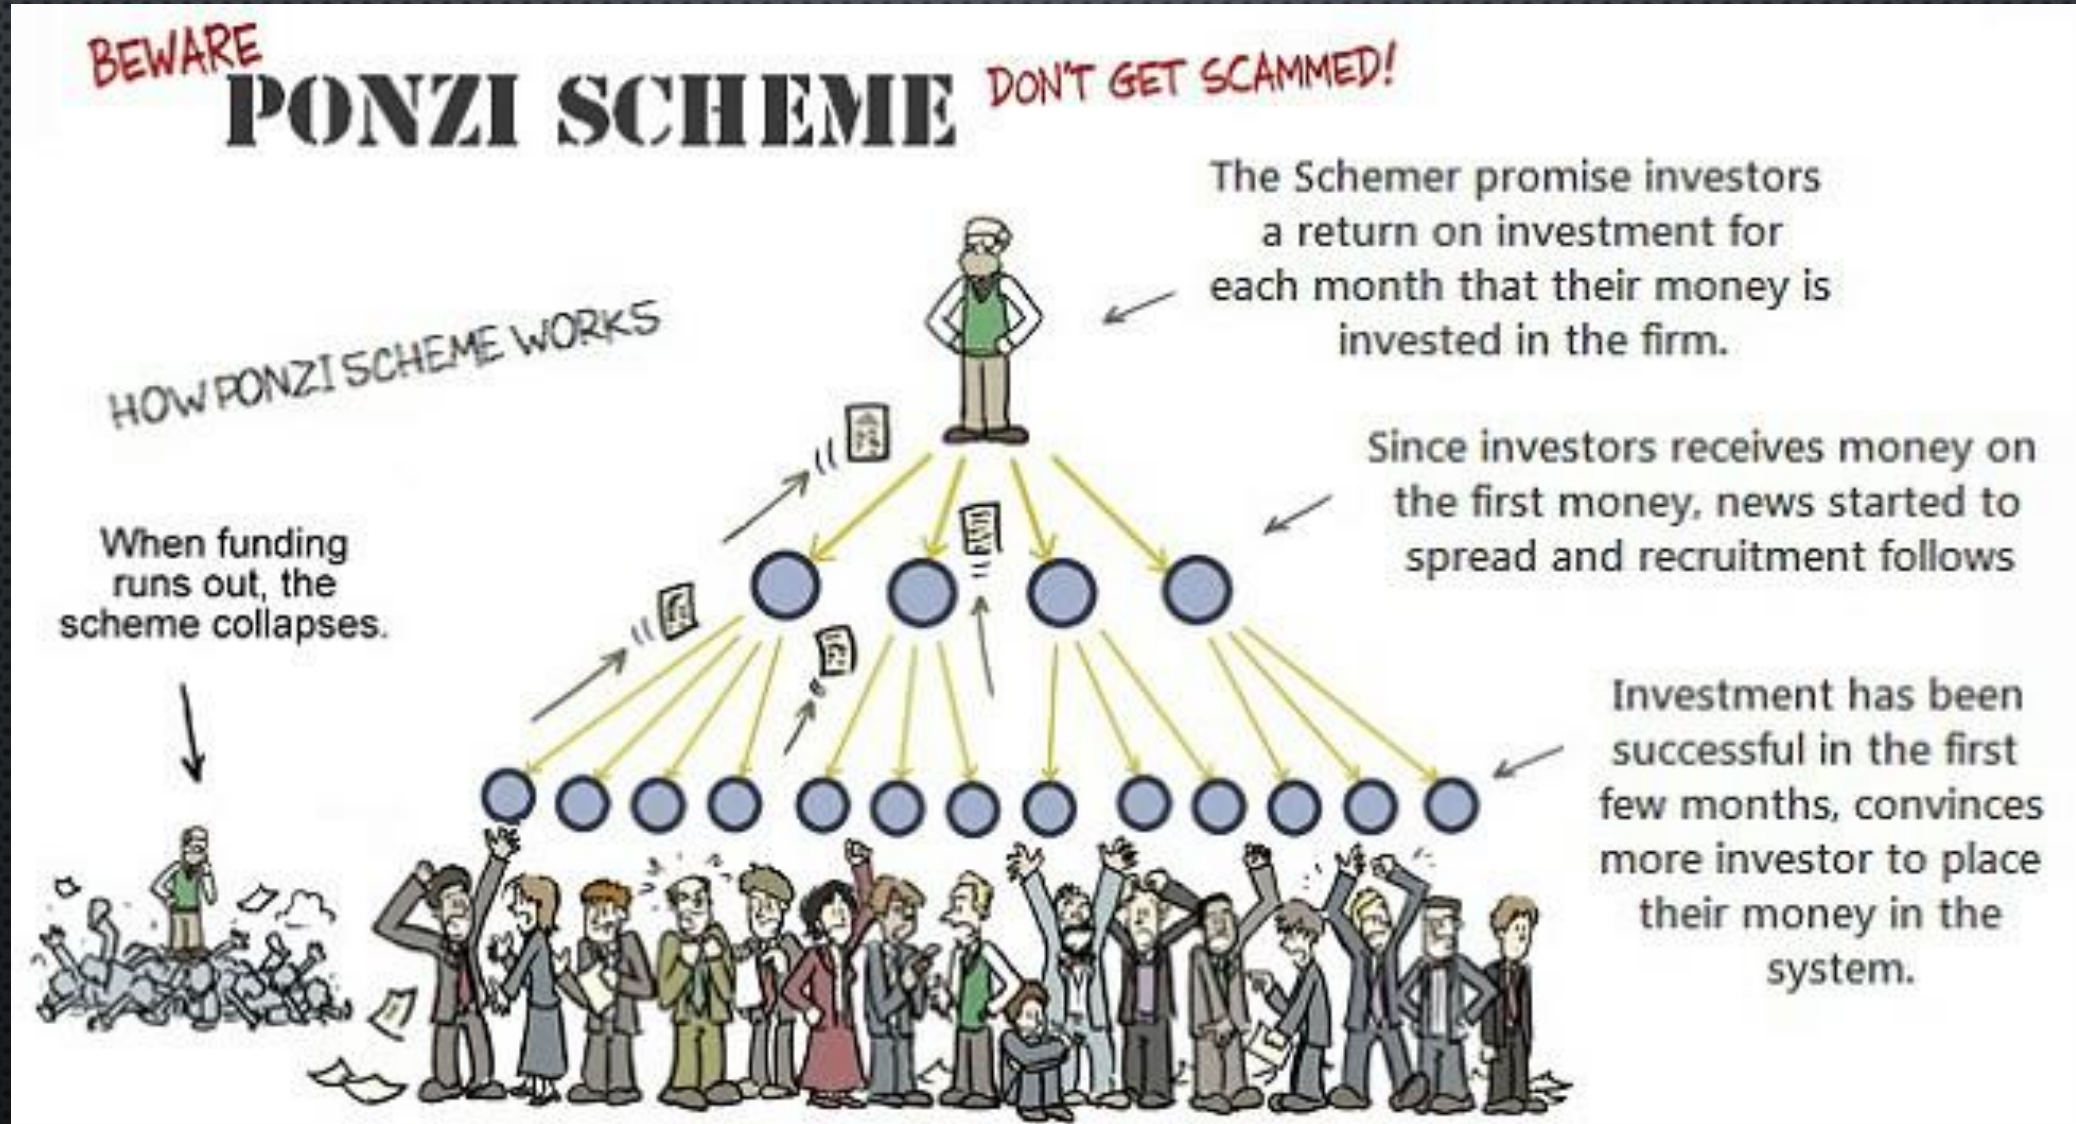 BEWARE
PONZI SCHEME
DON'T GET SCAMMED!
The Schemer promise investors
a return on investment for
each month that their money is
invested in the firm.
HOW PONZI SCHEME WORKS
Since investors receives money on
the first money, news started to
spread and recruitment follows
When funding
runs out, the
scheme collapses.
Investment has been
successful in the first
few months, convinces
more investor to place
their money in the
system.